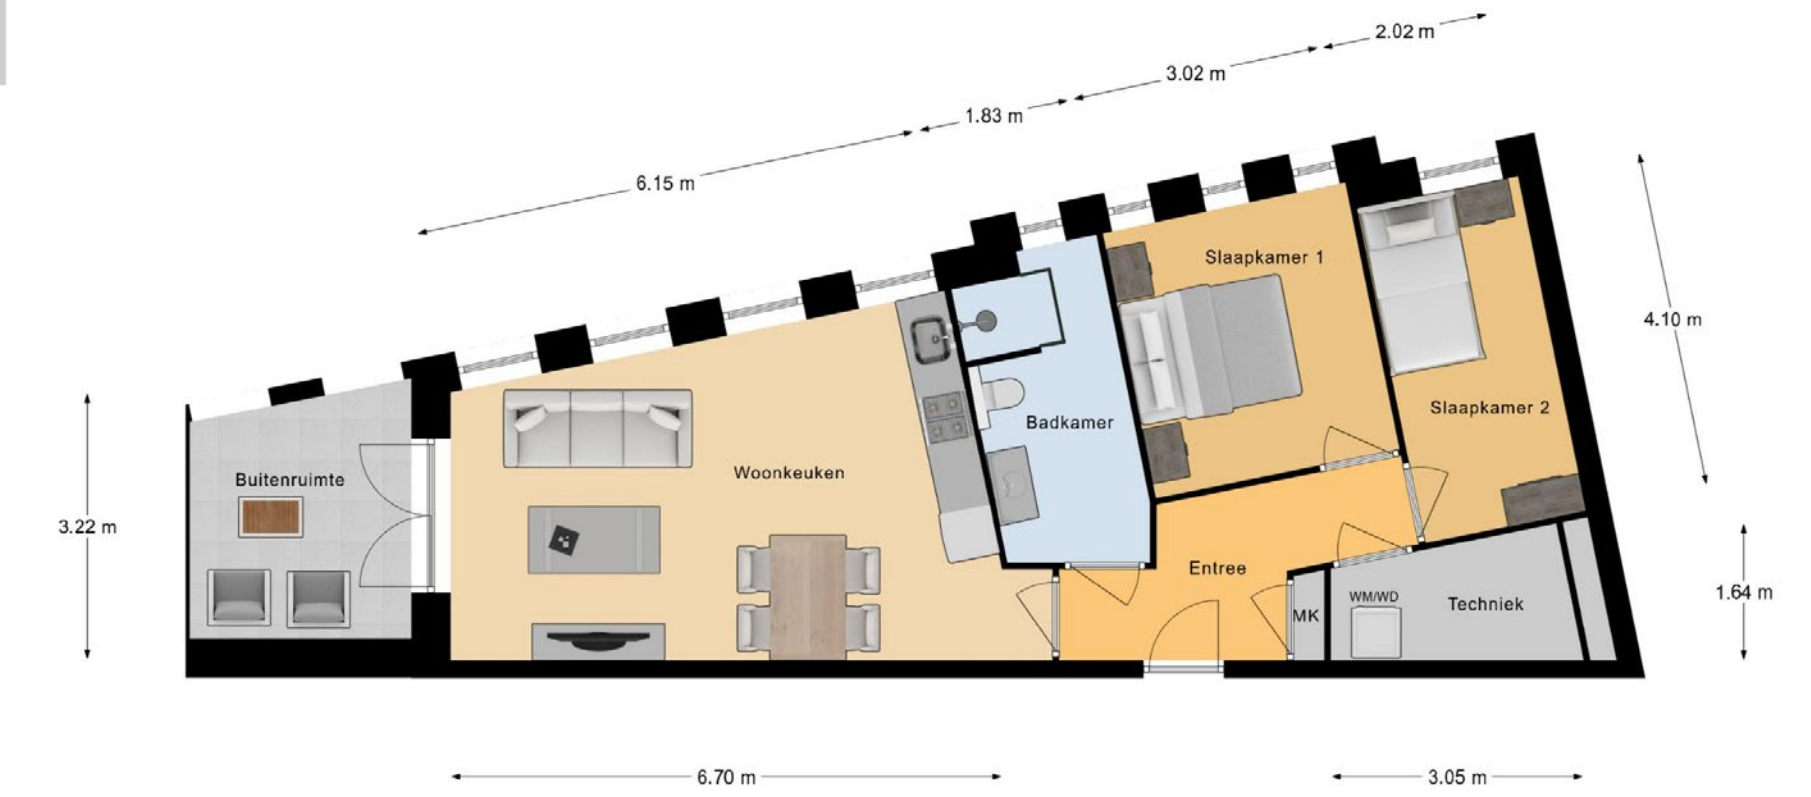 2.02 m
3.02 m
1.83 m
6.15 m
Slaapkamer 1
4.10 m
Slaapkamer 2
Badkamer
Woonkeuken
Buitenruimte
3.22 m
Entree
WM/WD
Techniek
MK
1.64 m
6.70 m
3.05 m